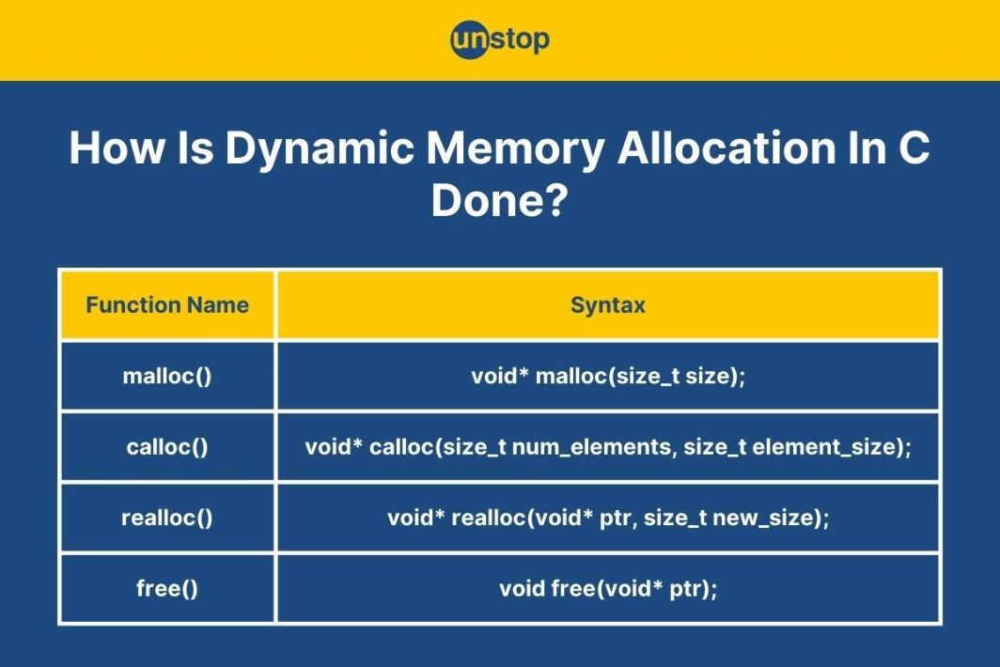 unstop
How Is Dynamic Memory Allocation In C
Done?
Function Name
Syntax
malloc()
void* malloc(size_t size);
calloc()
void* calloc(size_t num_elements, size_t element_size);
realloc()
void* realloc(void* ptr, size_t new_size);
free()
void free(void* ptr);